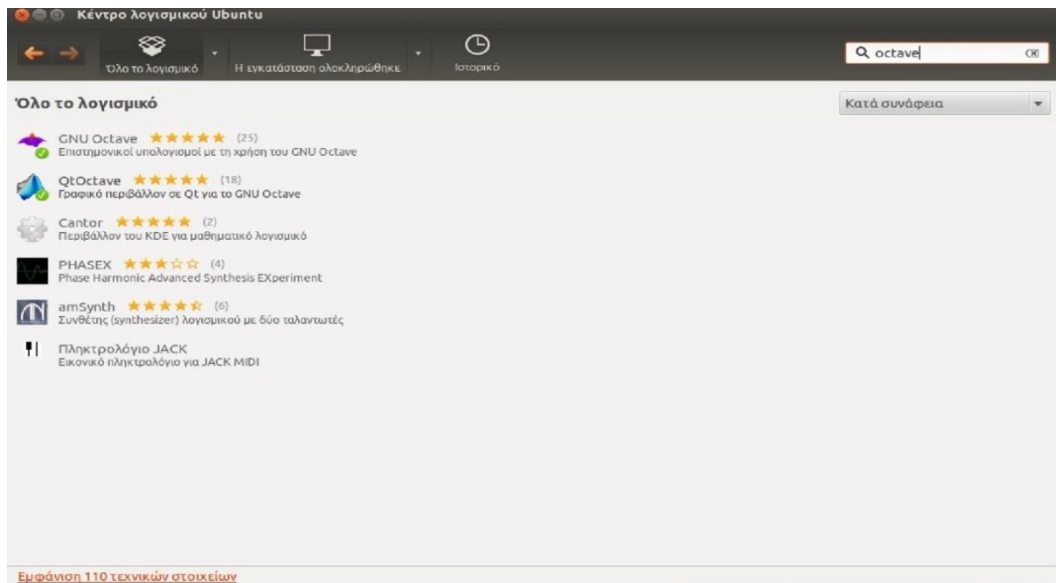 Κέντρο λογισμικού Ubuntu
Όλο το λογισμικό
Η εγκατάσταση ολοκληρώθηκε
Ιστορικό
octave
Όλο το λογισμικό
Κατά συνάφεια
GNU Octave (25)
Επιστημονικοί υπολογισμοί με τη χρήση του GNU Octave
QtOctave (18)
Γραφικό περιβάλλον σε Qt για το GNU Octave
Cantor (2)
Περιβάλλον του KDE για μαθηματικό λογισμικό
PHASEX (4)
Phase Harmonic Advanced Synthesis EXperiment
amSynth (6)
Συνθέτης (synthesizer) λογισμικού με δύο ταλαντωτές
Πληκτρολόγιο JACK
Εικονικό πληκτρολόγιο για JACK MIDI
Εμφάνιση 110 τεχνικών στοιχείων